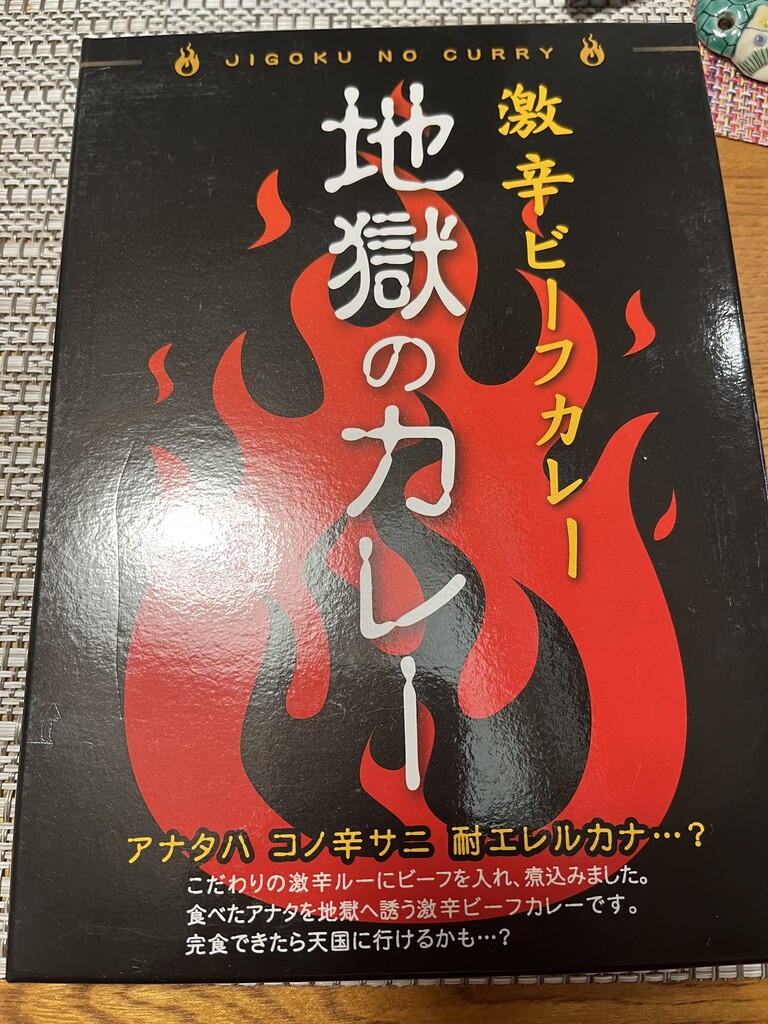 JIGOKU NO CURRY
激辛ビーフカレー
地獄のカレー
アナタハ コノ辛サニ 耐エレルカナ…?
こだわりの激辛ルーにビーフを入れ、煮込みました。
食べたアナタを地獄へ誘う激辛ビーフカレーです。
完食できたら天国に行けるかも…?